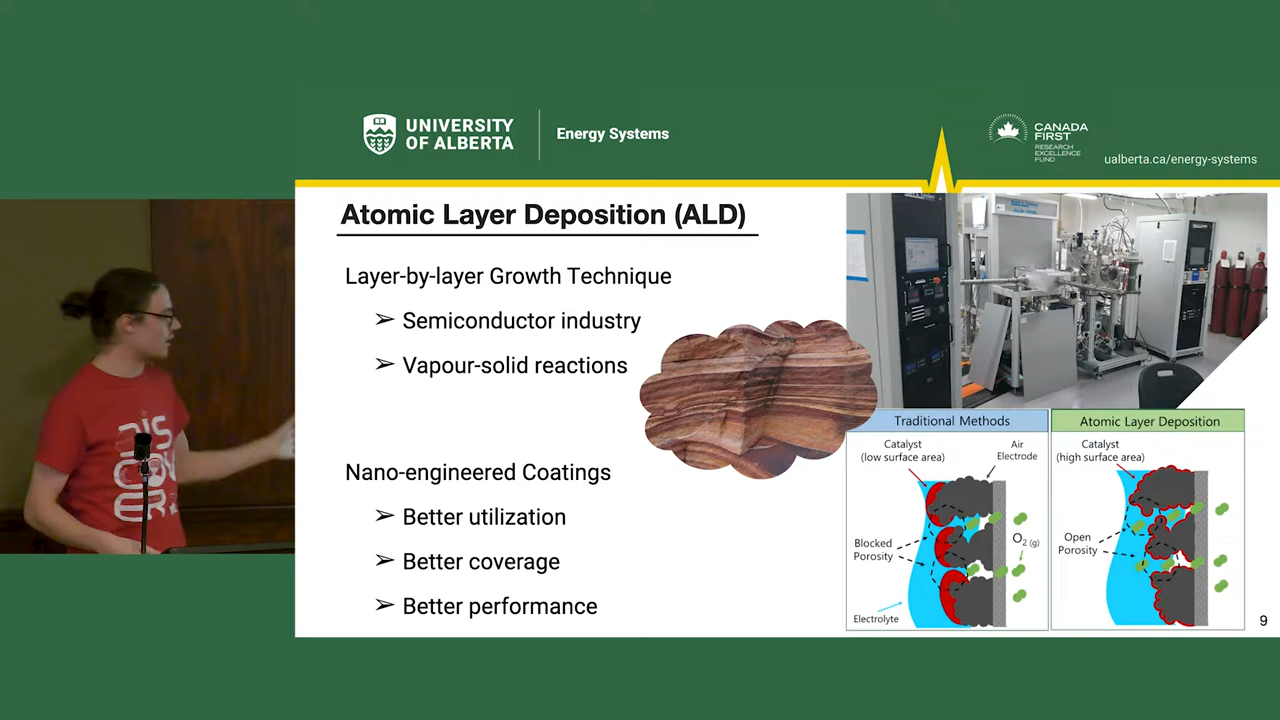 UNIVERSITY
OF ALBERTA
Energy Systems
CANADA
FIRST
RESEARCH
EXCELLENCE
FUND
ualberta.ca/energy-systems
Atomic Layer Deposition (ALD)
Layer-by-layer Growth Technique
➢ Semiconductor industry
➢ Vapour-solid reactions
Nano-engineered Coatings
➢ Better utilization
➢ Better coverage
➢ Better performance
Traditional Methods
Catalyst
(low surface area)
Air
Electrode
Blocked
Porosity
O2 (g)
Electrolyte
Atomic Layer Deposition
Catalyst
(high surface area)
Open
Porosity
9
DIS
COV
ER